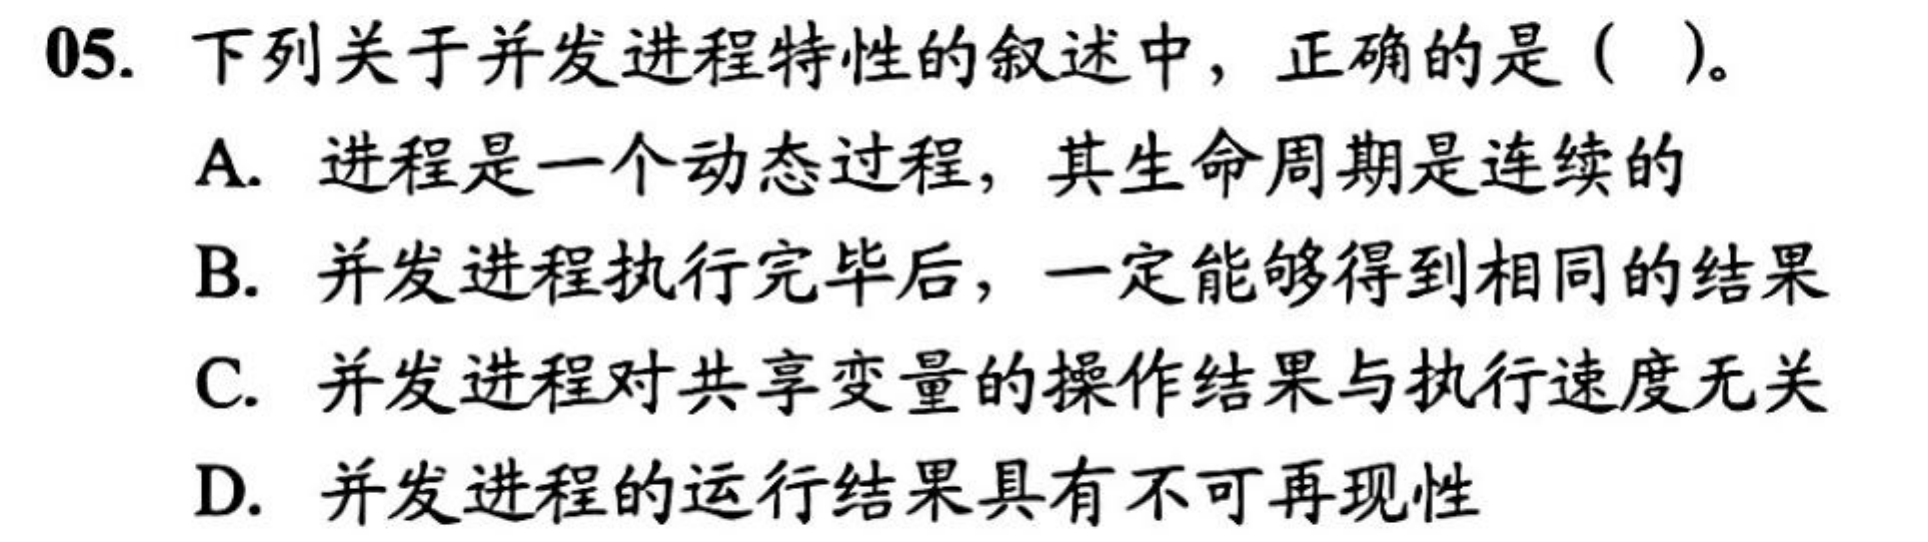 05. 下列关于并发进程特性的叙述中，正确的是（ ）。
A. 进程是一个动态过程，其生命周期是连续的
B. 并发进程执行完毕后，一定能够得到相同的结果
C. 并发进程对共享变量的操作结果与执行速度无关
D. 并发进程的运行结果具有不可再现性